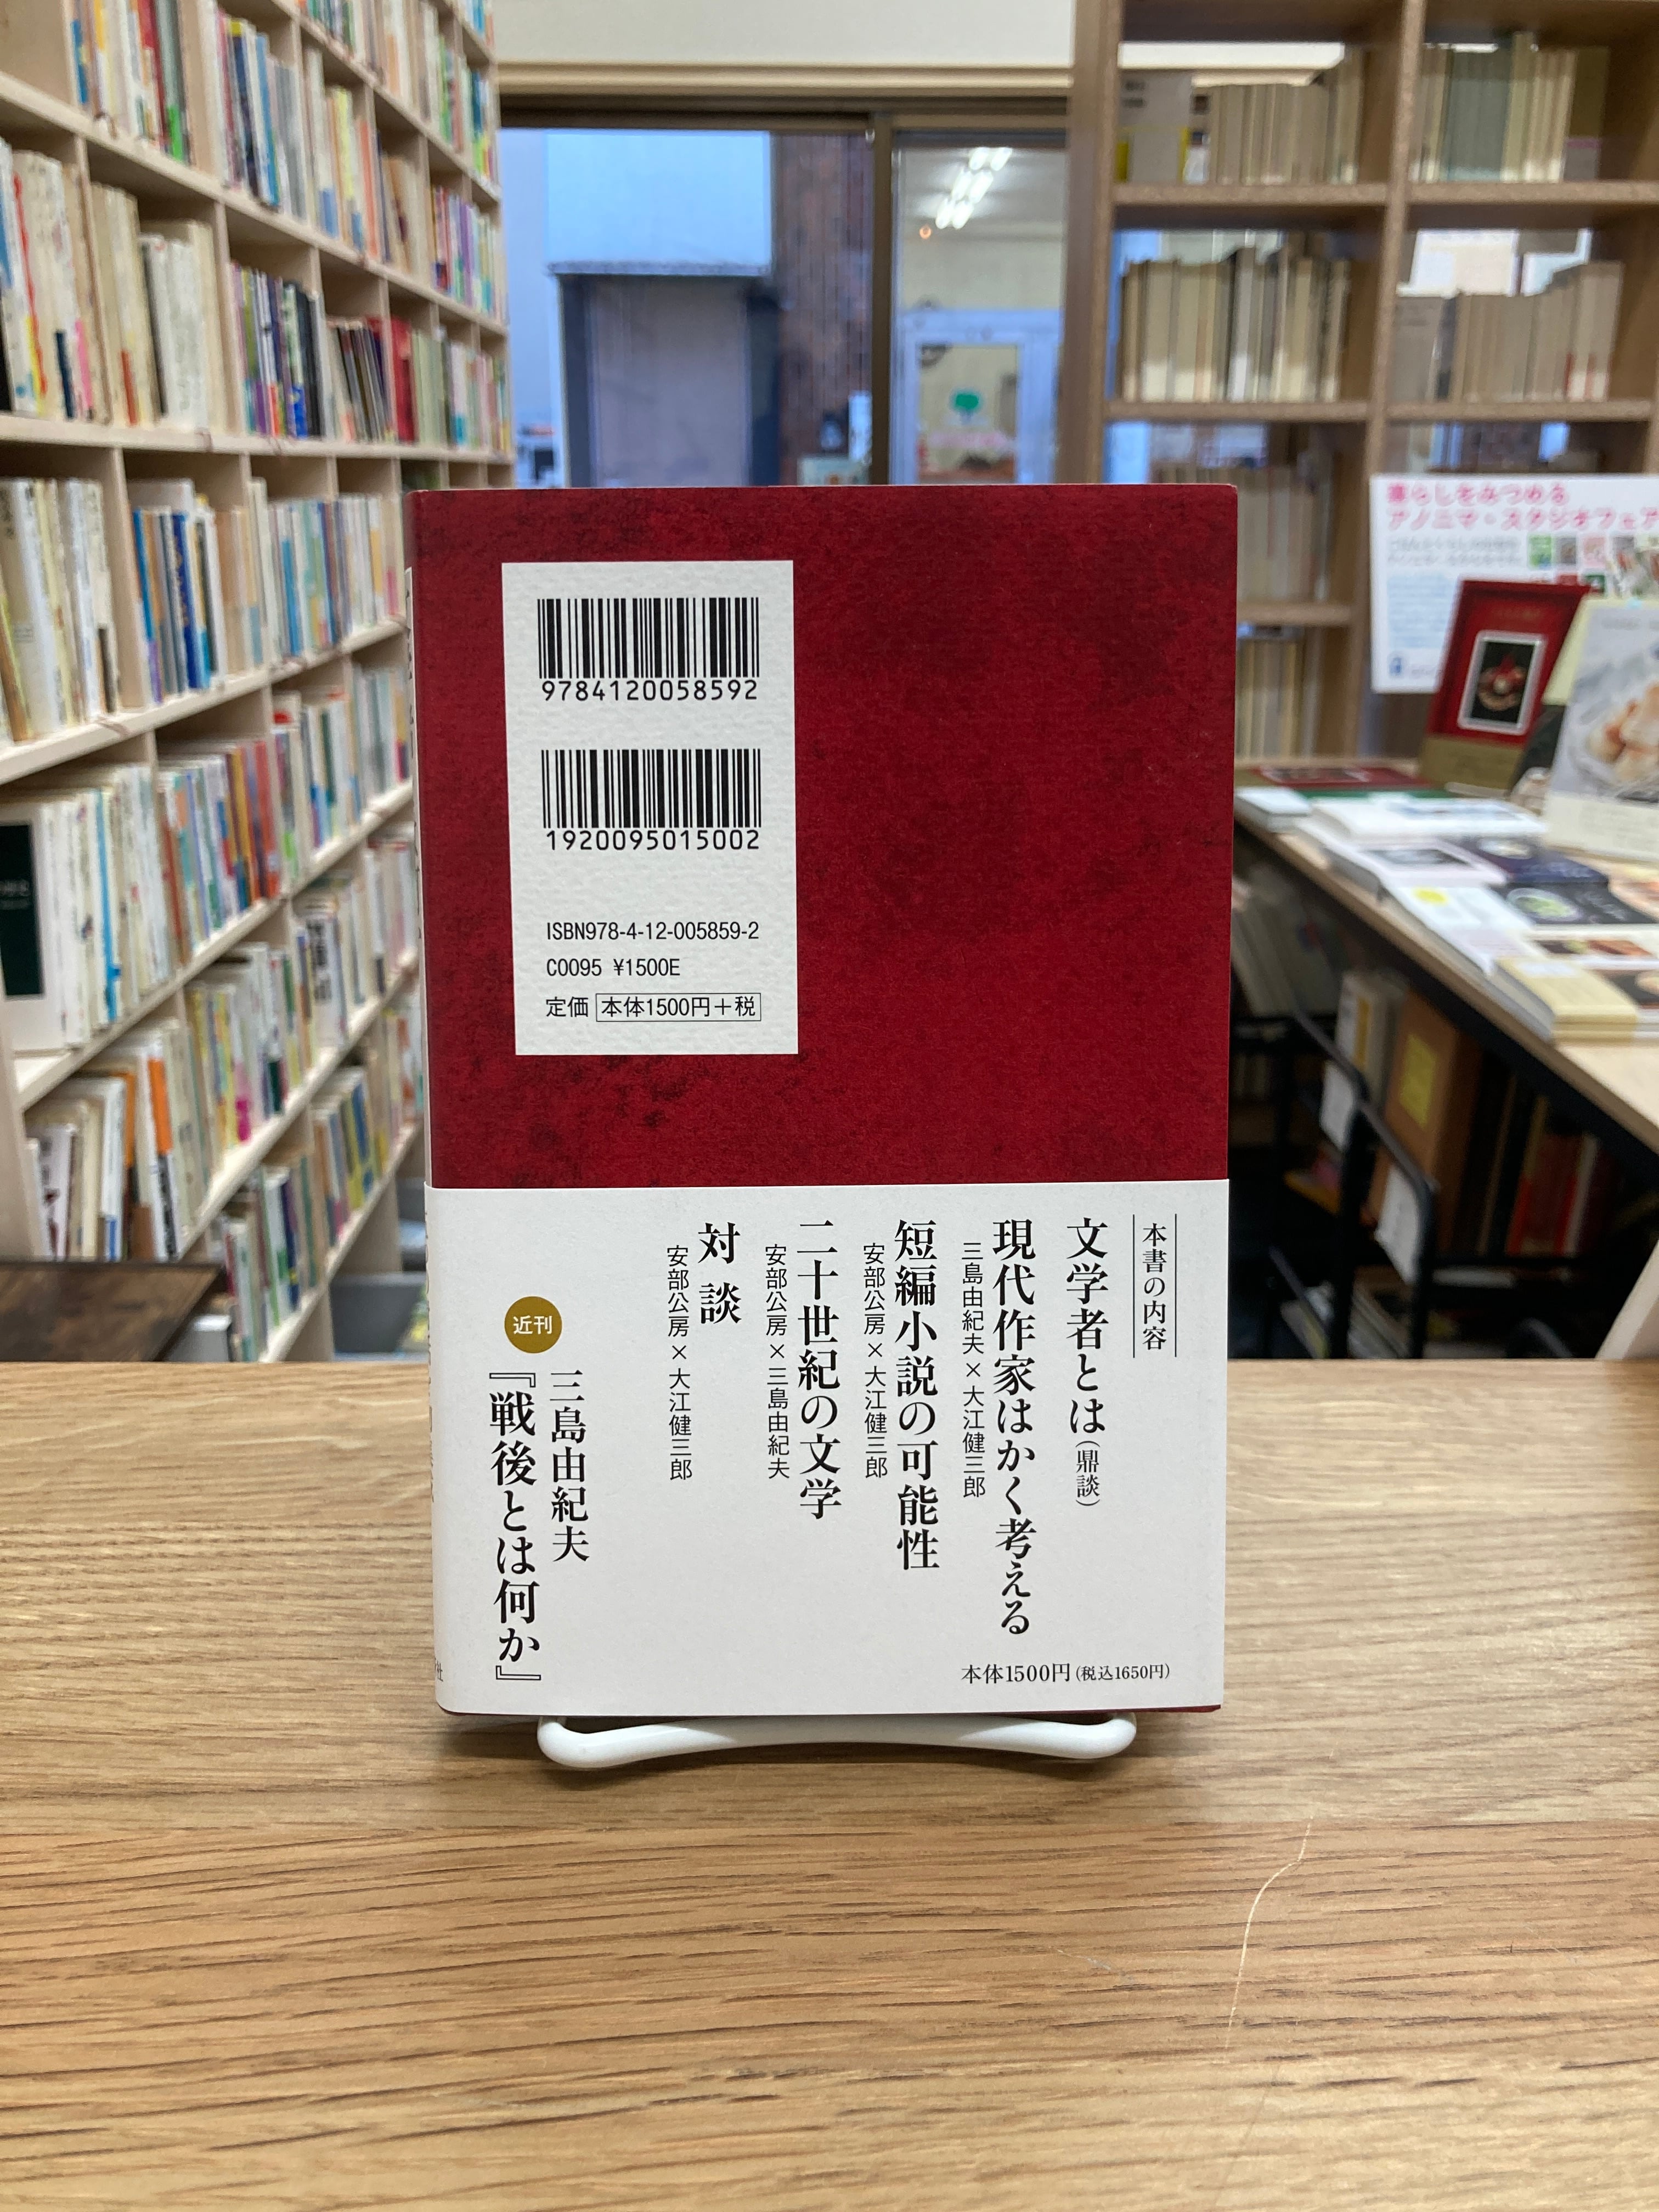 9784120058592
1920095015002
ISBN978-4-12-005859-2
C0095 ¥1500E
定価 本体1500円+税
本書の内容
文学者とは(鼎談)
現代作家はかく考える
三島由紀夫×大江健三郎
短編小説の可能性
安部公房×大江健三郎
二十世紀の文学
安部公房×三島由紀夫
対談
安部公房×大江健三郎
近刊
三島由紀夫
『戦後とは何か』
本体1500円(税込1650円)
暮らしをみつめる
アノニマ・スタジオフェア